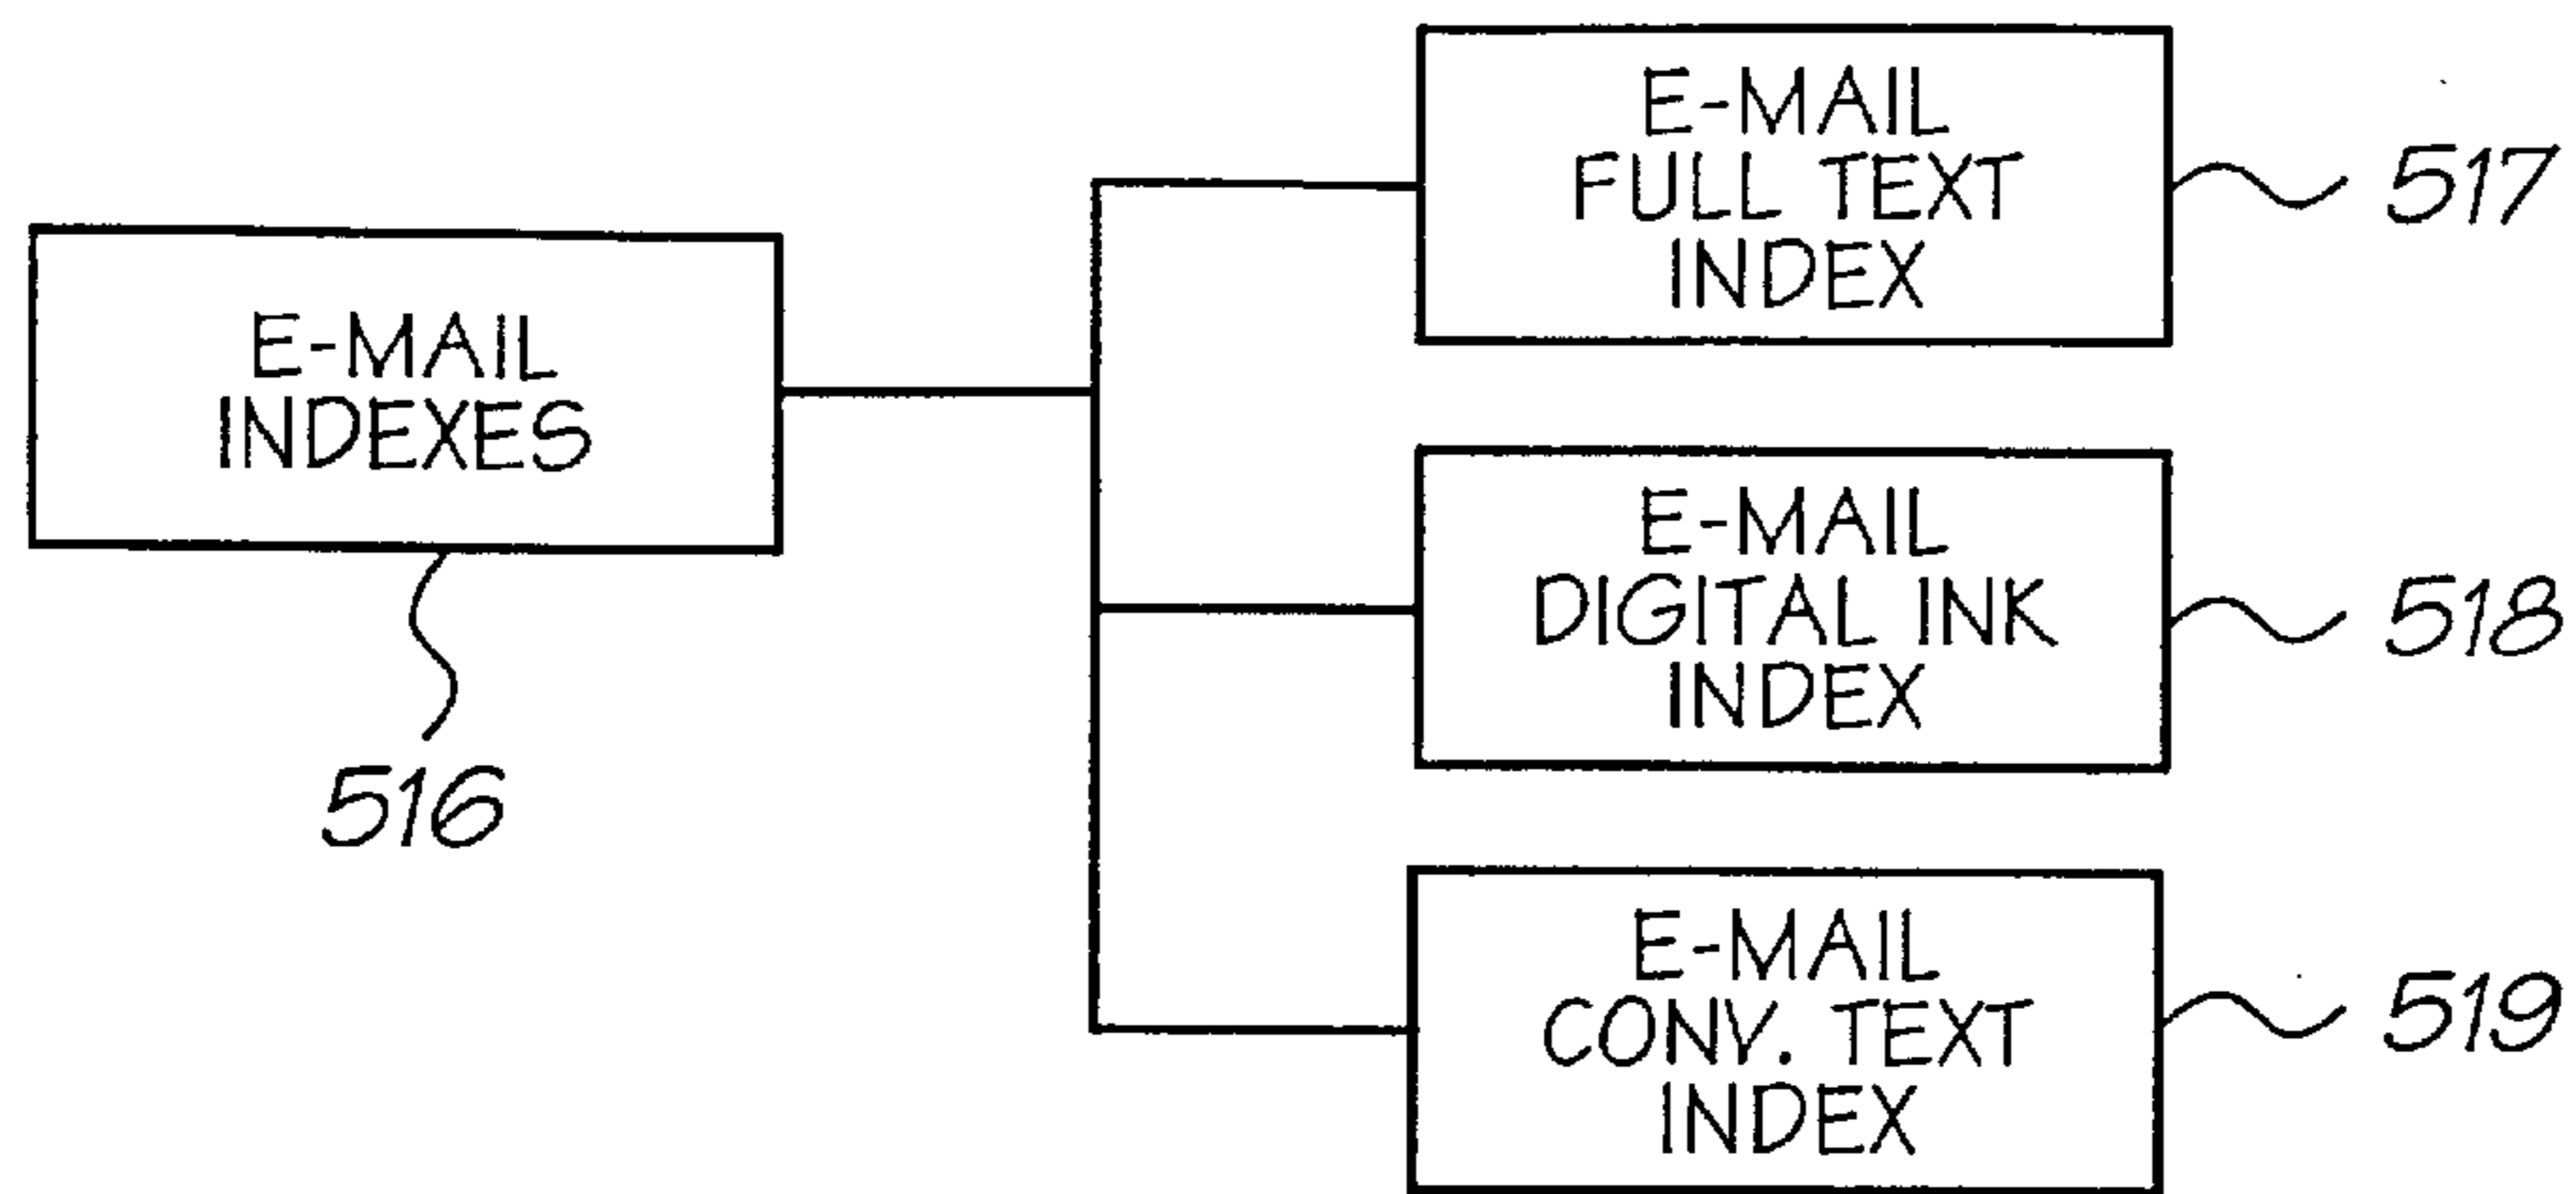 E-MAIL
INDEXES
516
E-MAIL
FULL TEXT
INDEX
517
E-MAIL
DIGITAL INK
INDEX
518
E-MAIL
CONV. TEXT
INDEX
519